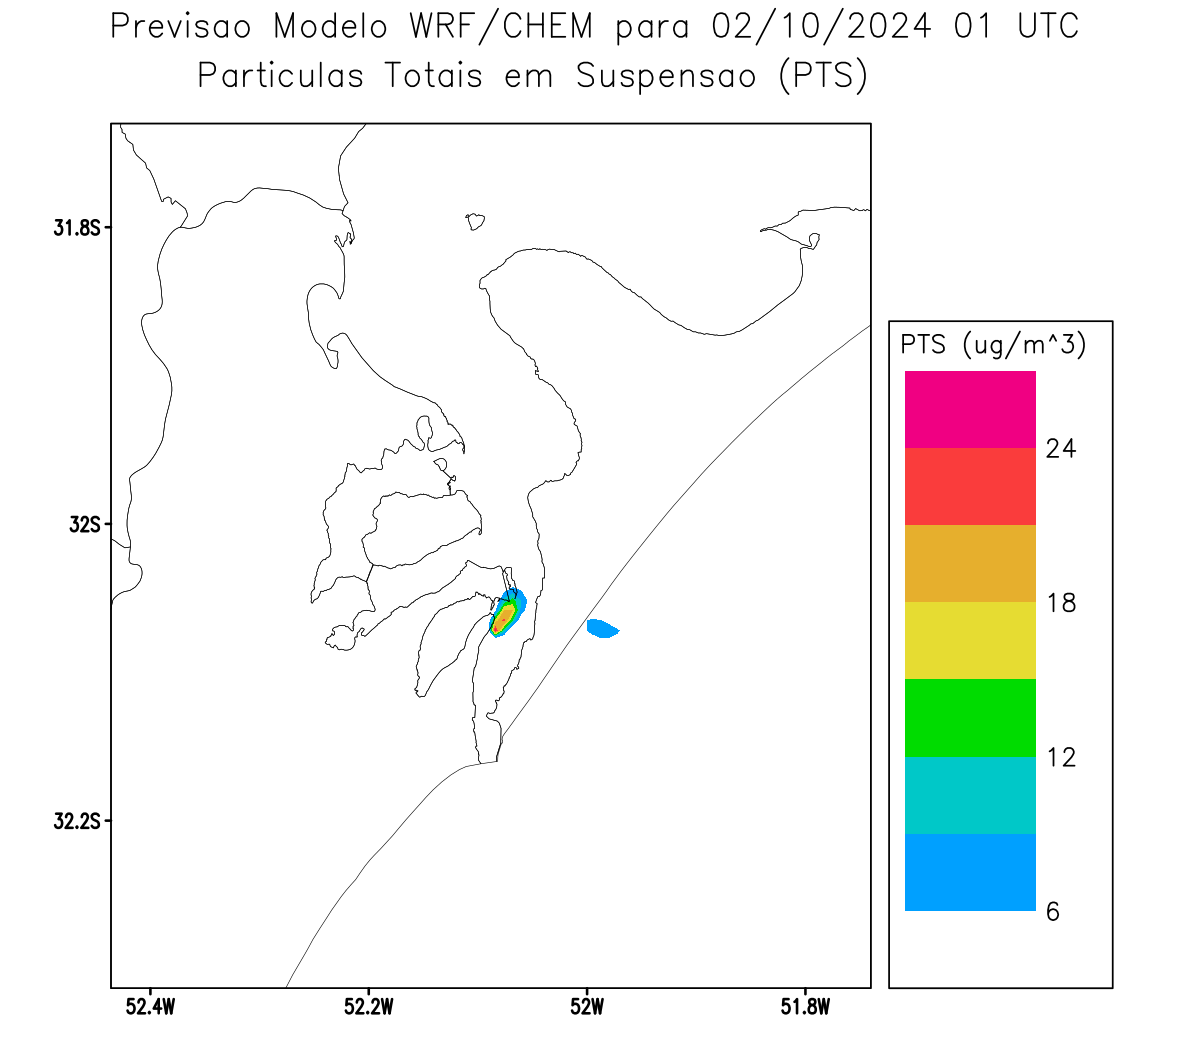 Previsao Modelo WRF/CHEM para 02/10/2024 01 UTC
Particulas Totais em Suspensao (PTS)
31.8S
32S
32.2S
52.4W 52.2W 52W 51.8W
PTS (ug/m^3)
24
18
12
6